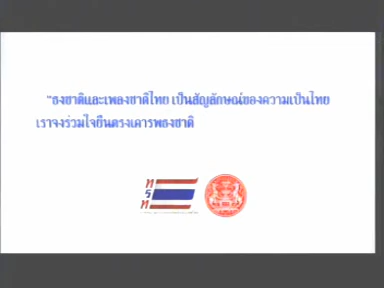 “ธงชาติและเพลงชาติไทย เป็นสัญลักษณ์ของความเป็นไทย
เราจงร่วมใจยืนตรงเคารพธงชาติ
ท
ร
ท